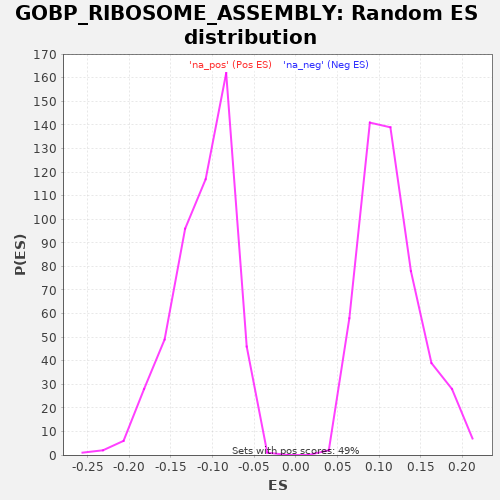 GOBP_RIBOSOME_ASSEMBLY: Random ES
distribution
'na_pos' (Pos ES) 'na_neg' (Neg ES)
170
160
150
140
130
120
110
100
90
80
70
60
50
40
30
20
10
0
P(ES)
Sets with pos scores: 49%
-0.25 -0.20 -0.15 -0.10 -0.05 0.00 0.05 0.10 0.15 0.20
ES